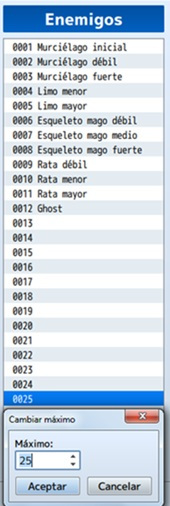 Enemigos
0001 Murciélago inicial
0002 Murciélago débil
0003 Murciélago fuerte
0004 Limo menor
0005 Limo mayor
0006 Esqueleto mago débil
0007 Esqueleto mago medio
0008 Esqueleto mago fuerte
0009 Rata débil
0010 Rata menor
0011 Rata mayor
0012 Ghost
0013
0014
0015
0016
0017
0018
0019
0020
0021
0022
0023
0024
0025
Cambiar máximo
Máximo:
25
Aceptar Cancelar